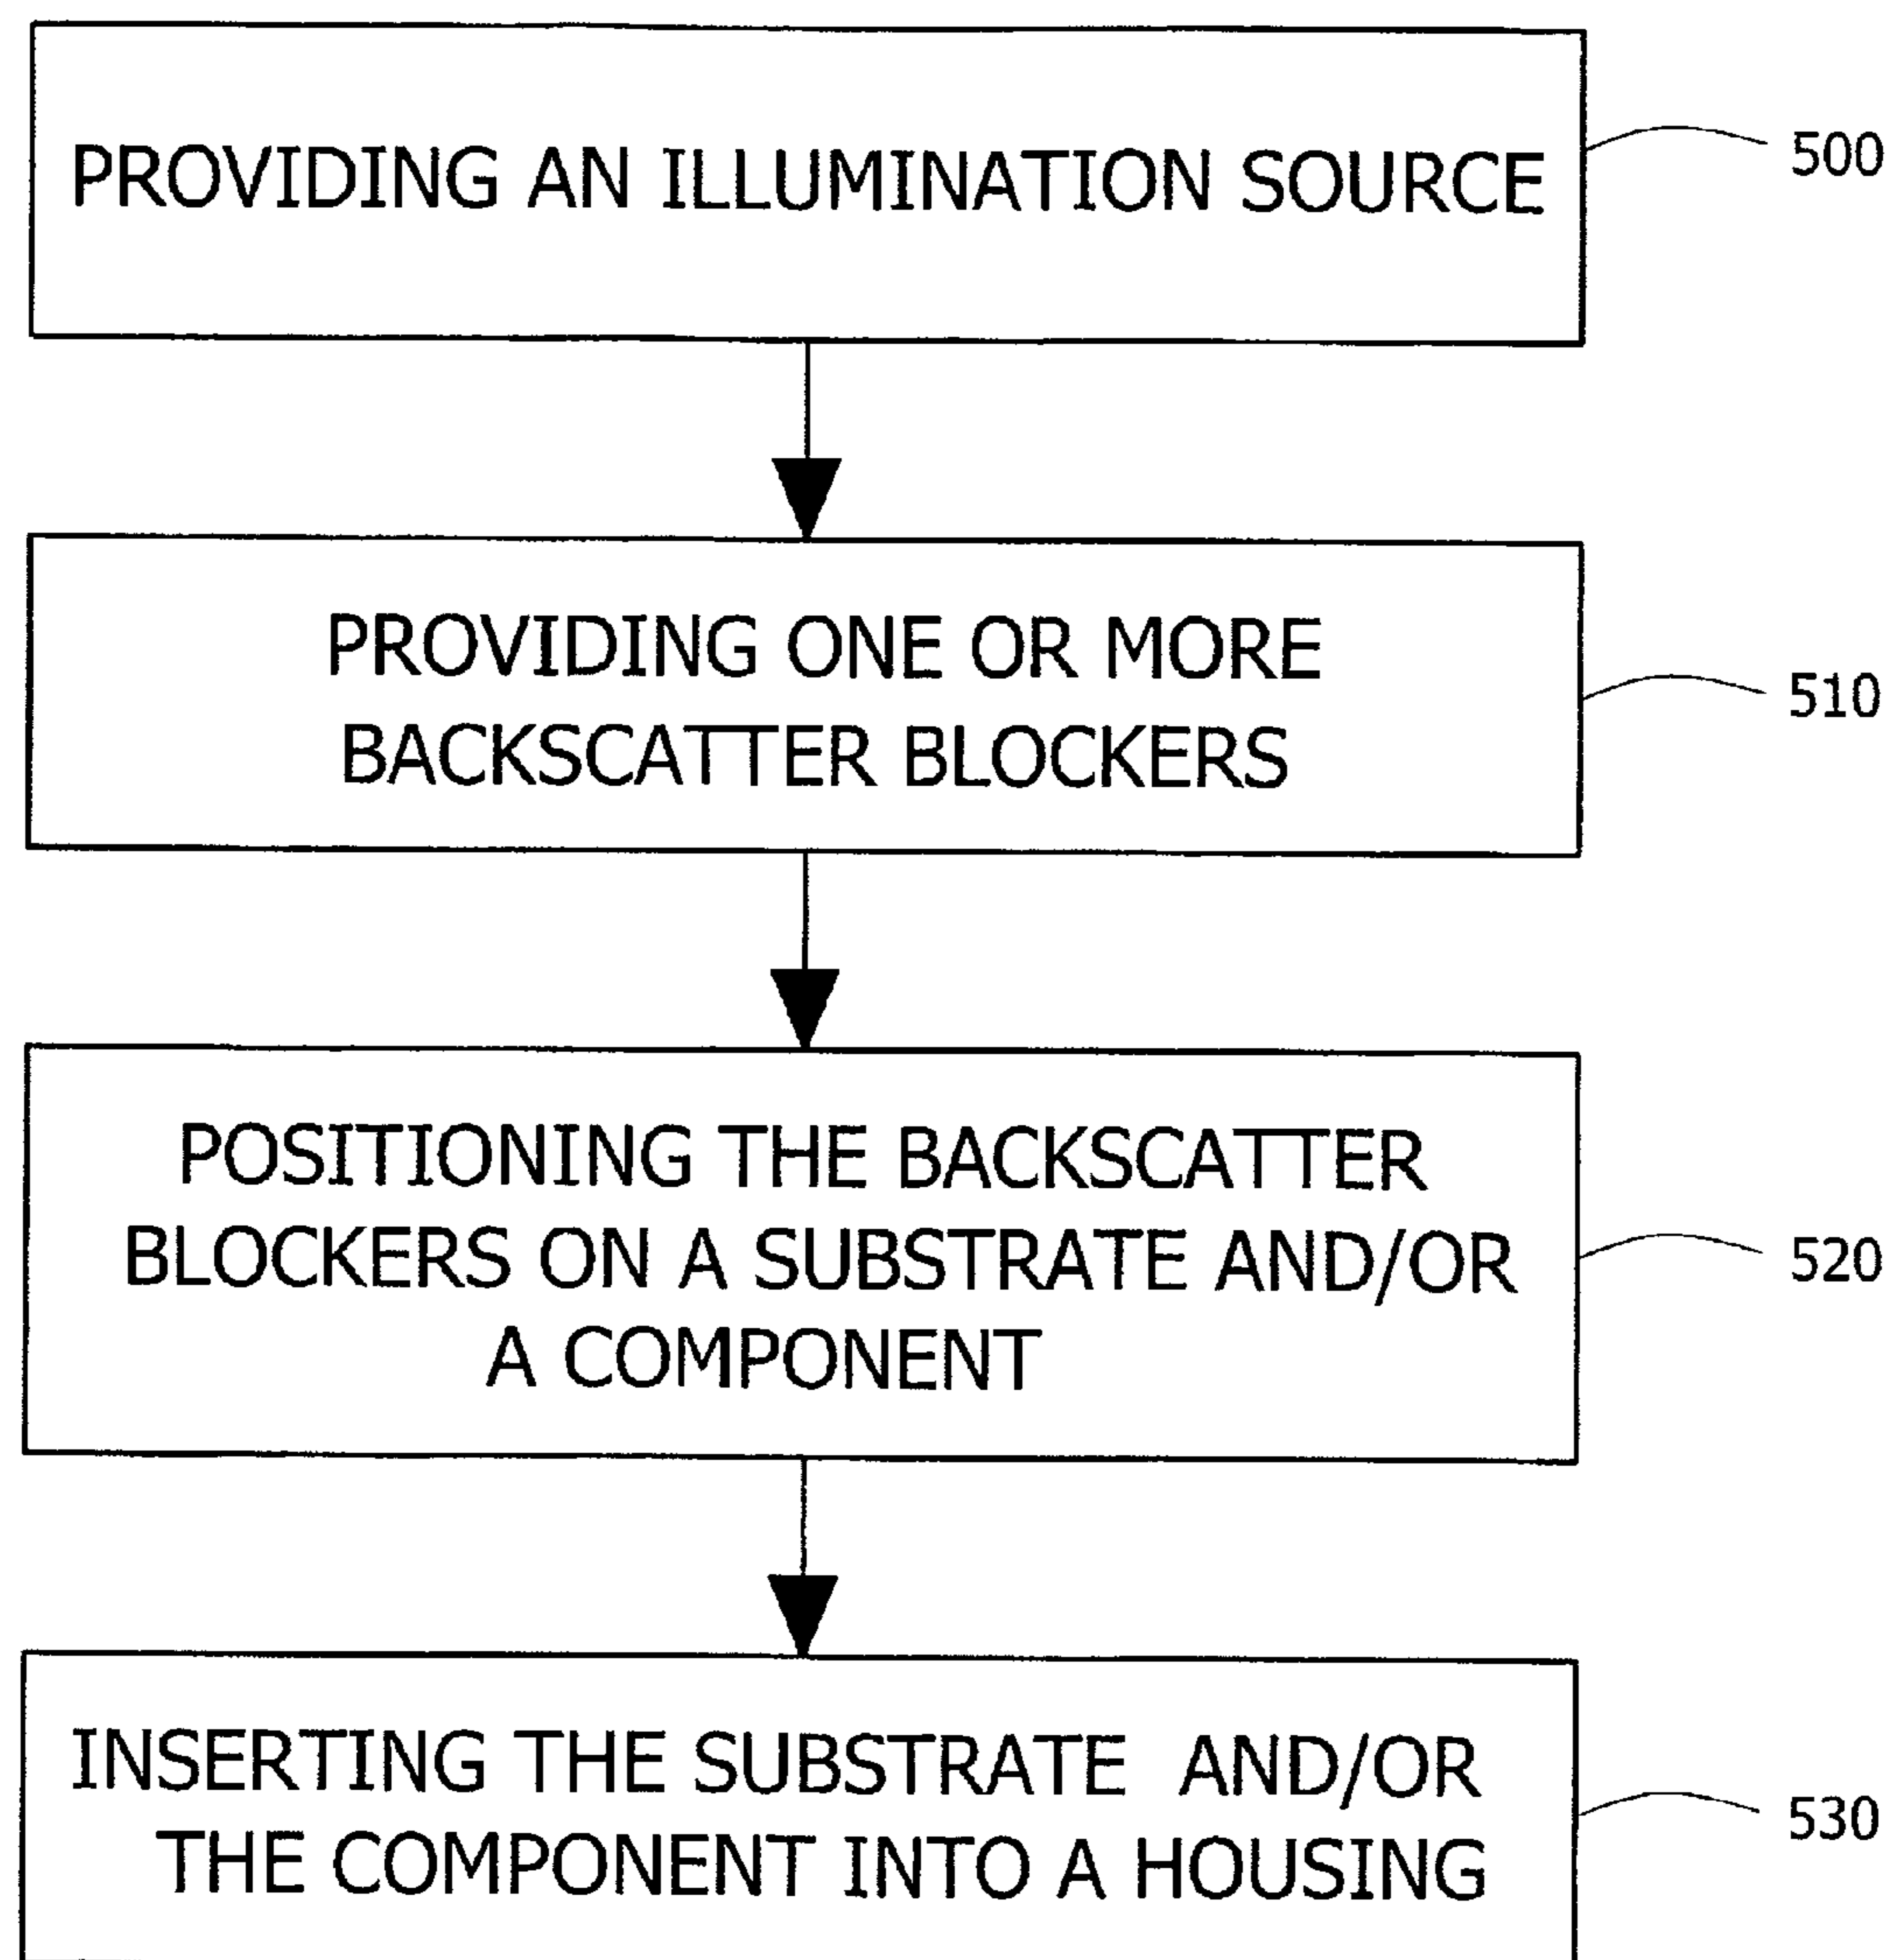 PROVIDING AN ILLUMINATION SOURCE
500
PROVIDING ONE OR MORE
BACKSCATTER BLOCKERS
510
POSITIONING THE BACKSCATTER
BLOCKERS ON A SUBSTRATE AND/OR
A COMPONENT
520
INSERTING THE SUBSTRATE AND/OR
THE COMPONENT INTO A HOUSING
530